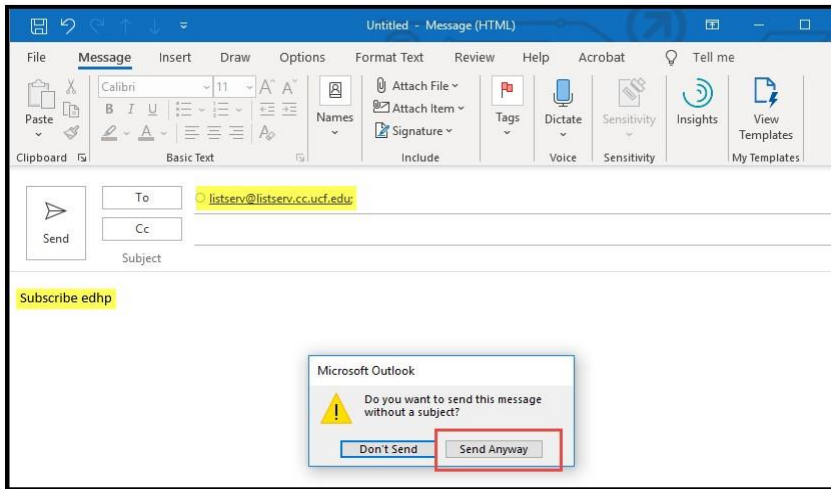 Untitled - Message (HTML)
File Message Insert Draw Options Format Text Review Help Acrobat Tell me
Calibri 11 A A
Attach File
Attach Item
Signature
B I U
A
Paste
Names
Tags
Dictate
Sensitivity
Insights
View
Templates
Clipboard Basic Text Include Voice Sensitivity My Templates
To listserv@listserv.cc.ucf.edu;
Cc
Send
Subject
Subscribe edhp
Microsoft Outlook
Do you want to send this message
without a subject?
Don't Send Send Anyway